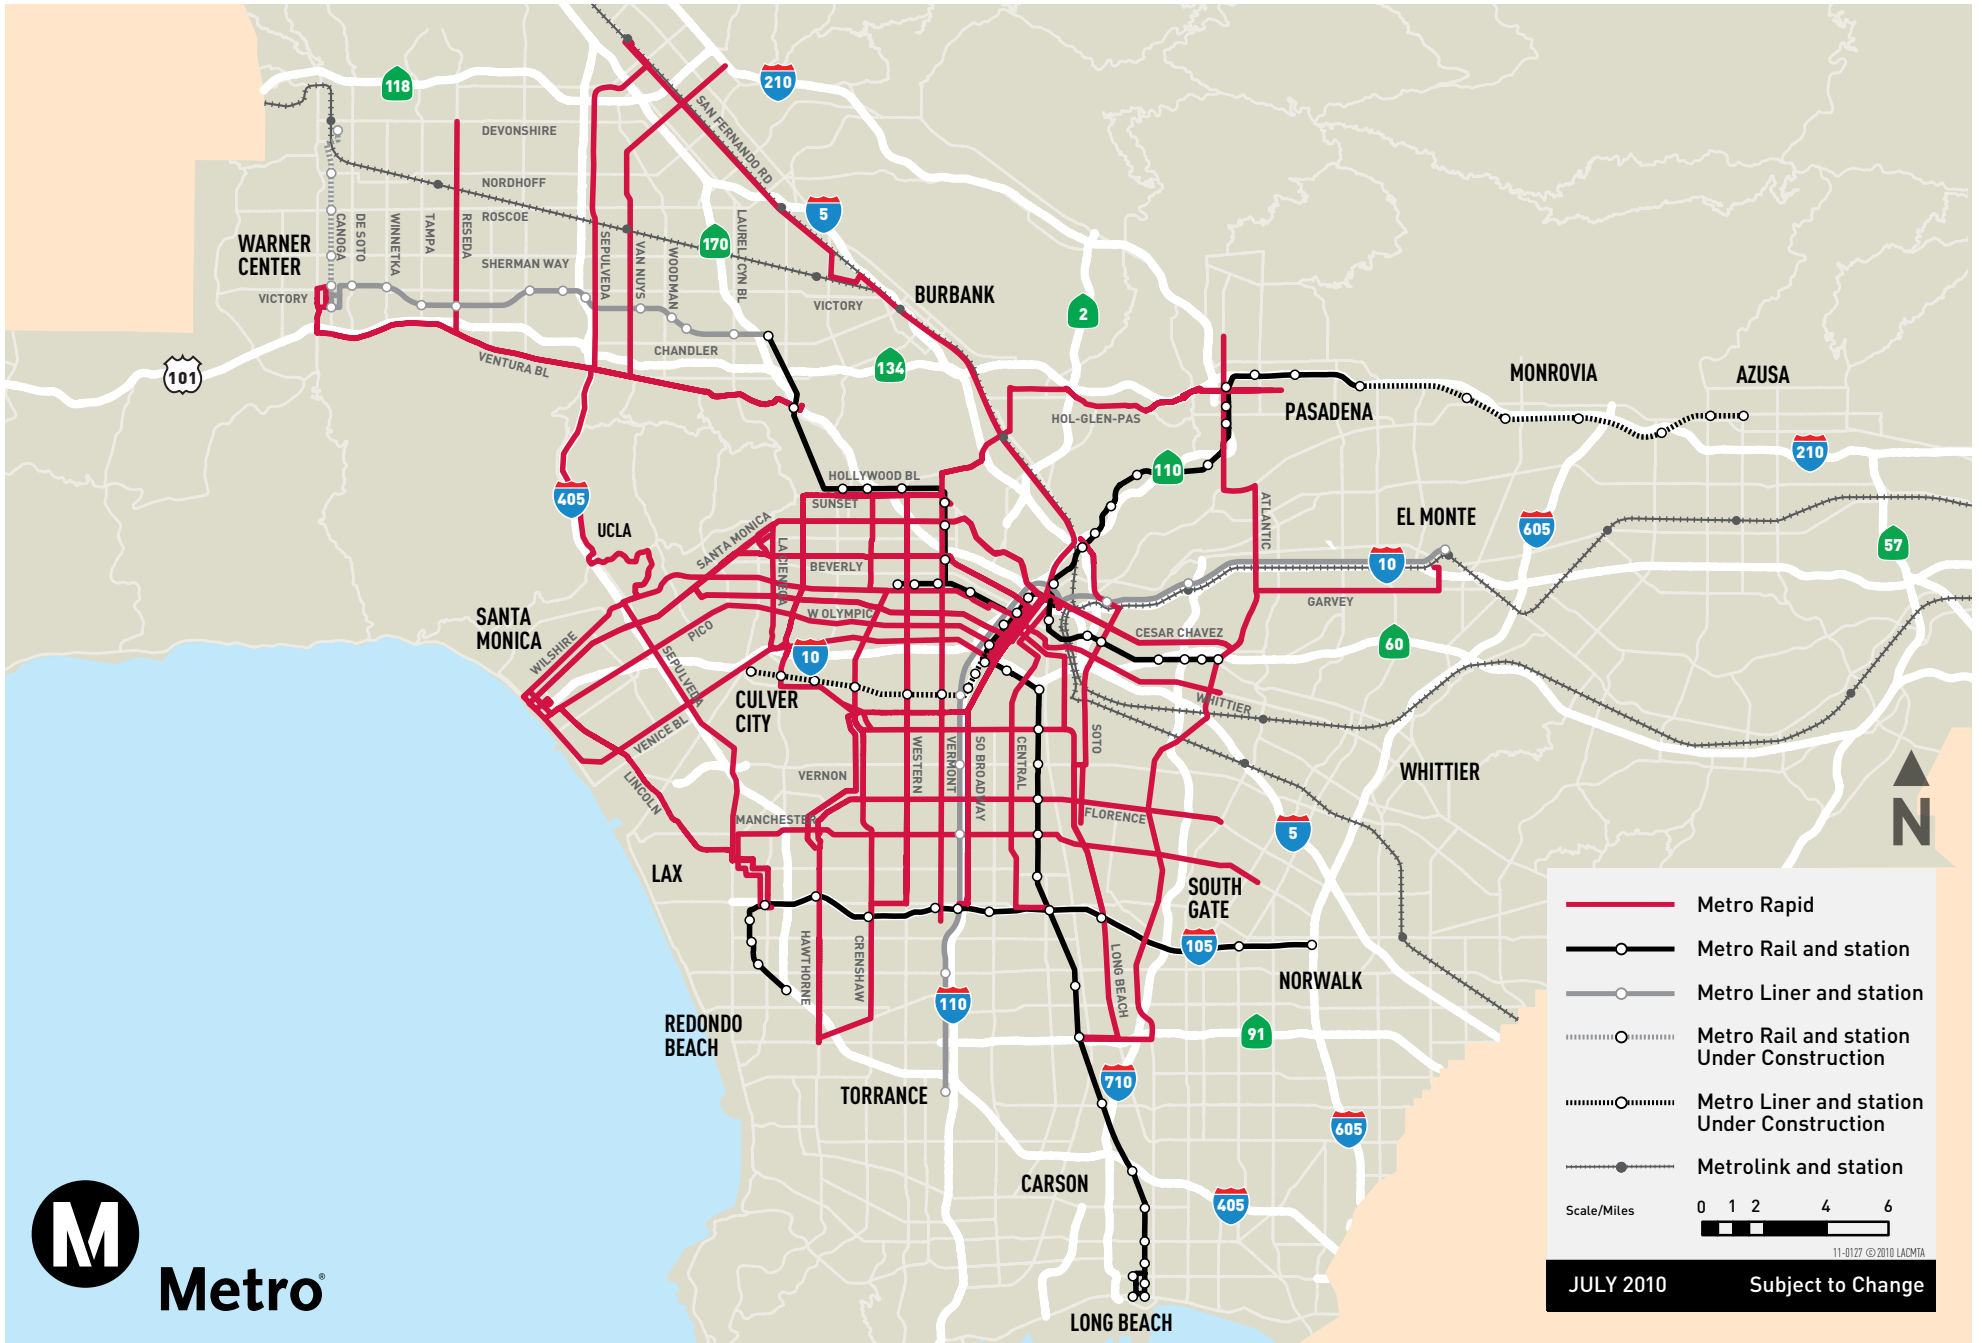 118
210
DEVONSHIRE
SAN FERNANDO RD
NORDHOFF
ROSCOE
5
170
LAUREL CYN BL
CANOGA
DE SOTO
WINNETKA
TAMPA
RESEDA
SEPULVEDA
VAN NUYS
WOODMAN
WARNER
CENTER
SHERMAN WAY
VICTORY
VICTORY
BURBANK
2
CHANDLER
VENTURA BL
134
101
HOL-GLEN-PAS
PASADENA
MONROVIA
AZUSA
210
110
HOLLYWOOD BL
SUNSET
405
UCLA
SANTA MONICA
LA CIENEGA
BEVERLY
ATLANTIC
EL MONTE
605
57
10
GARVEY
SANTA
MONICA
W OLYMPIC
PICO
WILSHIRE
CESAR CHAVEZ
60
10
SEPULVEDA
CULVER
CITY
WHITTIER
VENICE BL
SOTO
WESTERN
VERMONT
SO BROADWAY
CENTRAL
VERNON
LINCOLN
MANCHESTER
FLORENCE
WHITTIER
5
N
LAX
SOUTH
GATE
105
HAWTHORNE
CRENSHAW
LONG BEACH
NORWALK
110
REDONDO
BEACH
91
710
TORRANCE
605
CARSON
405
LONG BEACH
Metro Rapid
Metro Rail and station
Metro Liner and station
Metro Rail and station
Under Construction
Metro Liner and station
Under Construction
Metrolink and station
Scale/Miles
0 1 2 4 6
11-0127 ©2010 LACMTA
JULY 2010 Subject to Change
M
Metro®